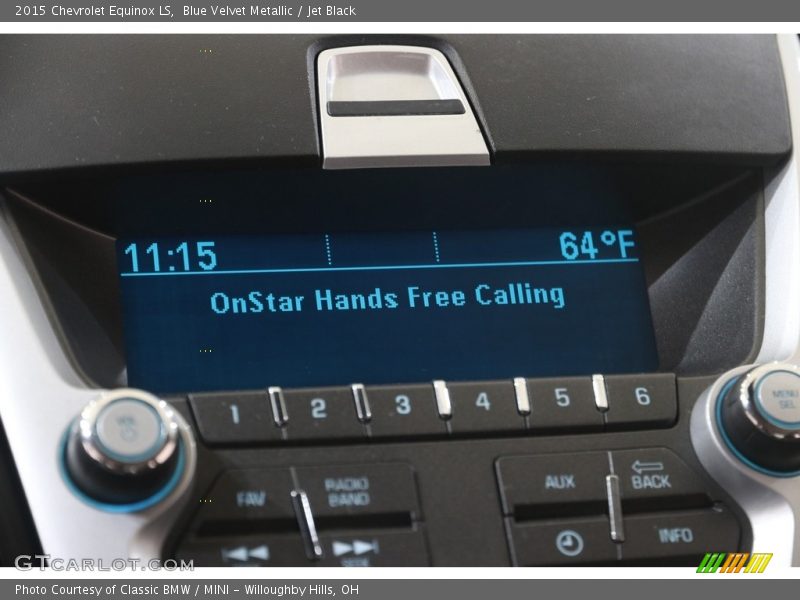 2015 Chevrolet Equinox LS,  Blue Velvet Metallic / Jet Black
11:15
64°F
OnStar Hands Free Calling
1 2 3 4 5 6
MENU
SEL
FAV
RADIO
BAND
AUX
BACK
INFO
GTcarlot.com
Photo Courtesy of Classic BMW / MINI - Willoughby Hills, OH